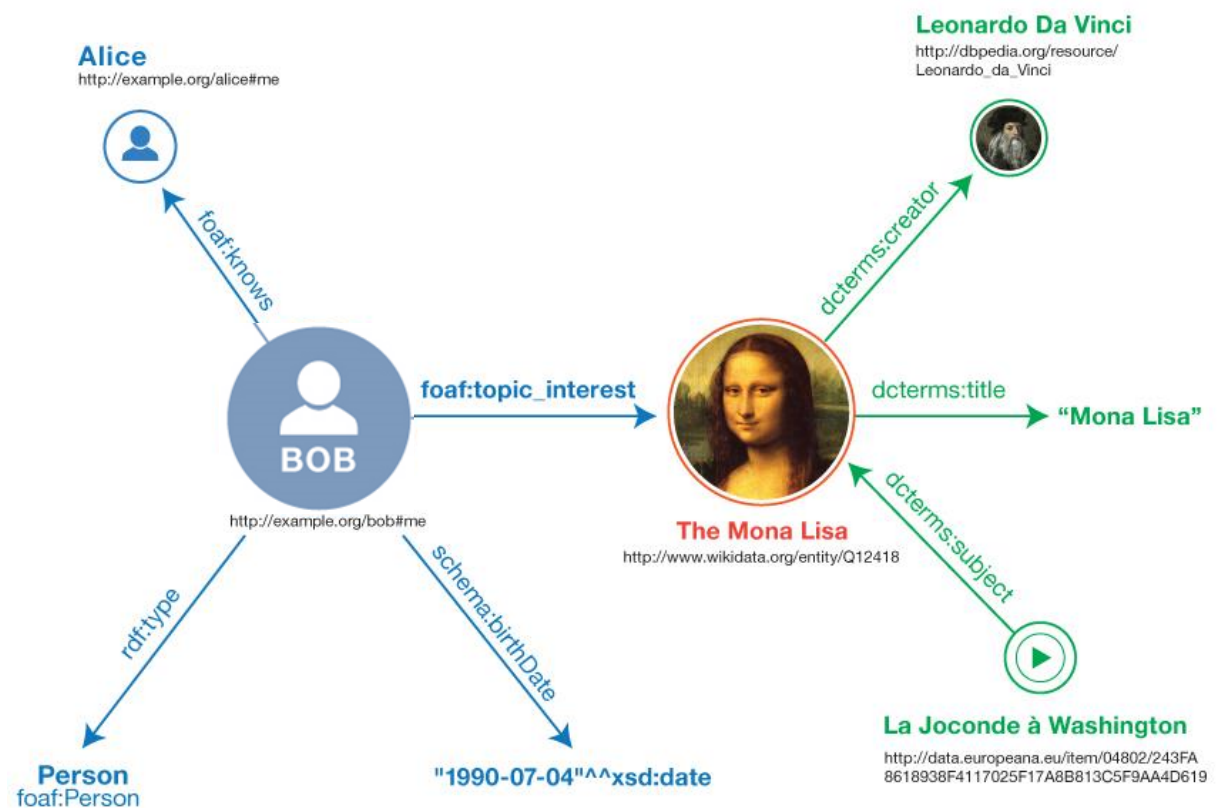 Alice
http://example.org/alice#me
Leonardo Da Vinci
http://dbpedia.org/resource/
Leonardo_da_Vinci
foaf:knows
dcterms:creator
BOB
http://example.org/bob#me
foaf:topic_interest
The Mona Lisa
http://www.wikidata.org/entity/Q12418
dcterms:title
“Mona Lisa”
dcterms:subject
rdf:type
schema:birthDate
Person
foaf:Person
"1990-07-04"^^xsd:date
La Joconde à Washington
http://data.europeana.eu/item/04802/243FA
8618938F4117025F17A8B813C5F9AA4D619